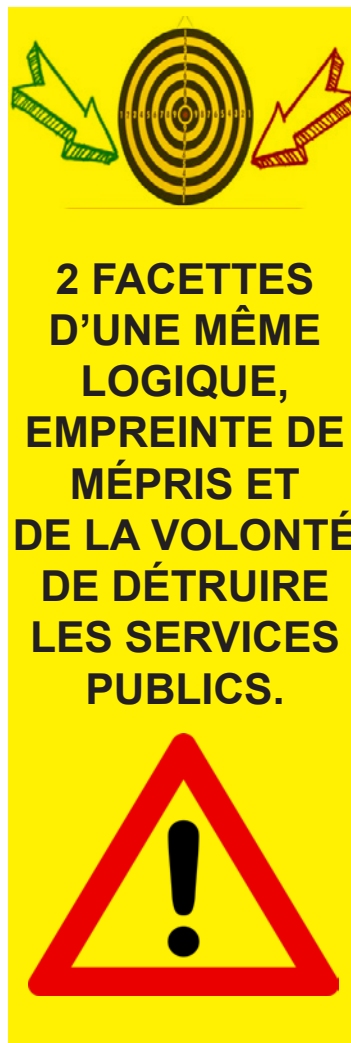 2 FACETTES
D’UNE MÊME
LOGIQUE,
EMPREINTE DE
MÉPRIS ET
DE LA VOLONTÉ
DE DÉTRUIRE
LES SERVICES
PUBLICS.